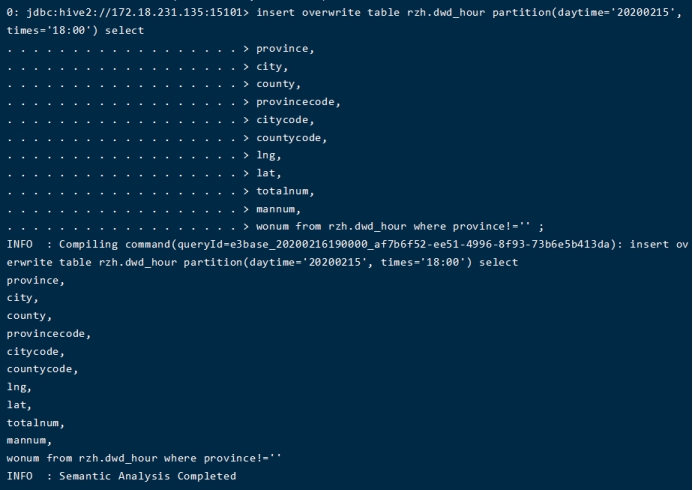 0: jdbc:hive2://172.18.231.135:15101> insert overwrite table rzh.dwd_hour partition(daytime='20200215',
times='18:00') select
. . . . . . . . . . . . . . . . . . > province,
. . . . . . . . . . . . . . . . . . > city,
. . . . . . . . . . . . . . . . . . > county,
. . . . . . . . . . . . . . . . . . > provincecode,
. . . . . . . . . . . . . . . . . . > citycode,
. . . . . . . . . . . . . . . . . . > countycode,
. . . . . . . . . . . . . . . . . . > lng,
. . . . . . . . . . . . . . . . . . > lat,
. . . . . . . . . . . . . . . . . . > totalnum,
. . . . . . . . . . . . . . . . . . > mannum,
. . . . . . . . . . . . . . . . . . > wonum from rzh.dwd_hour where province!='' ;
INFO  : Compiling command(queryId=e3base_20200216190000_af7b6f52-ee51-4996-8f93-73b6e5b413da): insert ov
erwrite table rzh.dwd_hour partition(daytime='20200215', times='18:00') select
province,
city,
county,
provincecode,
citycode,
countycode,
lng,
lat,
totalnum,
mannum,
wonum from rzh.dwd_hour where province!=''
INFO  : Semantic Analysis Completed